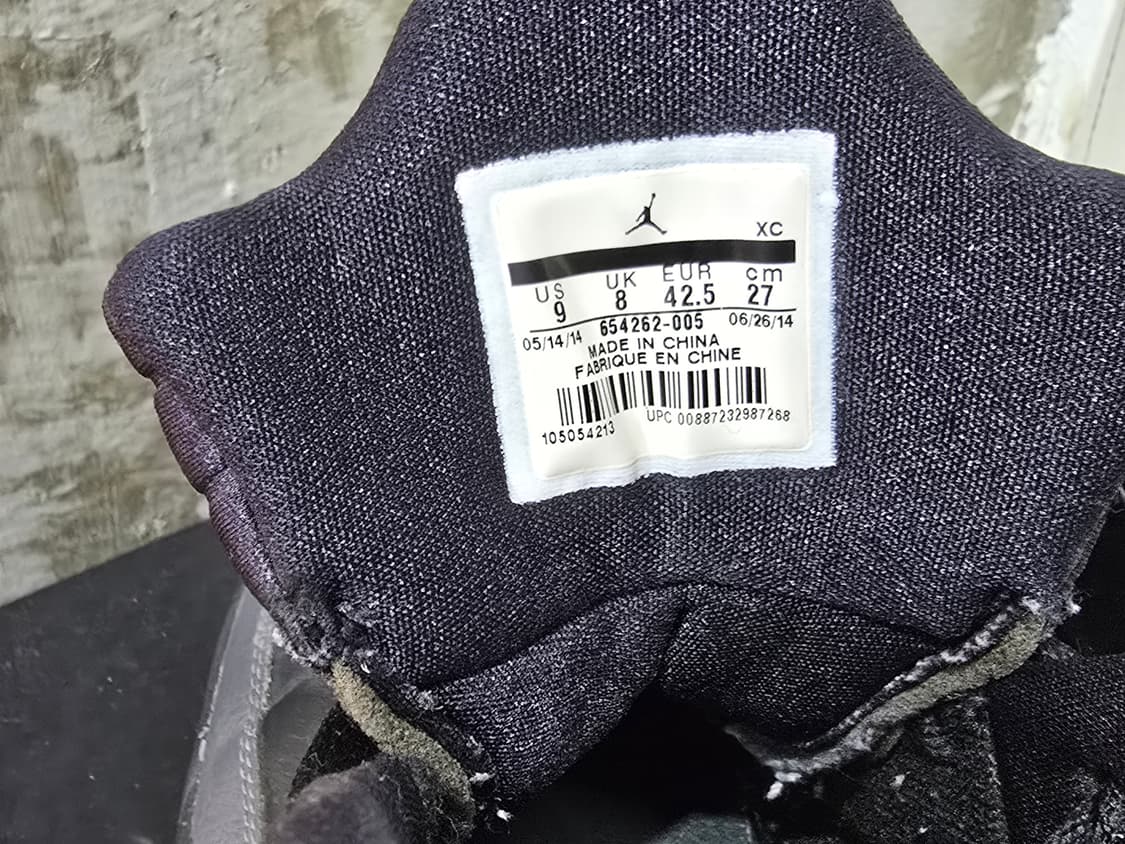 XC
US UK EUR cm
9 8 42.5 27
05/14/14 654262-005 06/26/14
MADE IN CHINA
FABRIQUE EN CHINE
UPC 00887232987268
105054213